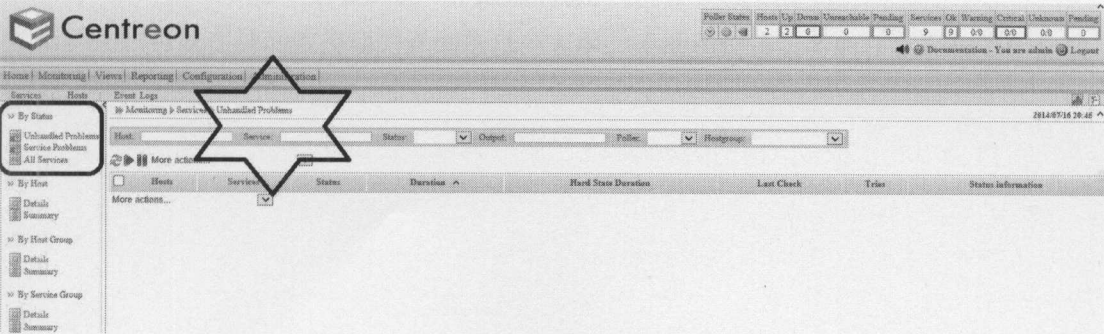 Centreon
Poller States Hosts Up Down Unreachable Pending Services Ok Warning Critical Unknown Pending
2 2 0 0 0 9 9 0/0 0/0 0/0 0
Documentation - You are admin Logout
Home Monitoring Views Reporting Configuration Administration
Services Hosts Event Logs
Monitoring Services Unhandled Problems
2014/07/16 20:46
By Status
Unhandled Problems
Service Problems
All Services
Host: Service: Status: Output: Poller: Hostgroup:
More actions...
Hosts Services Status Duration Hard State Duration Last Check Tries Status information
More actions...
By Host
Details
Summary
By Host Group
Details
Summary
By Service Group
Details
Summary